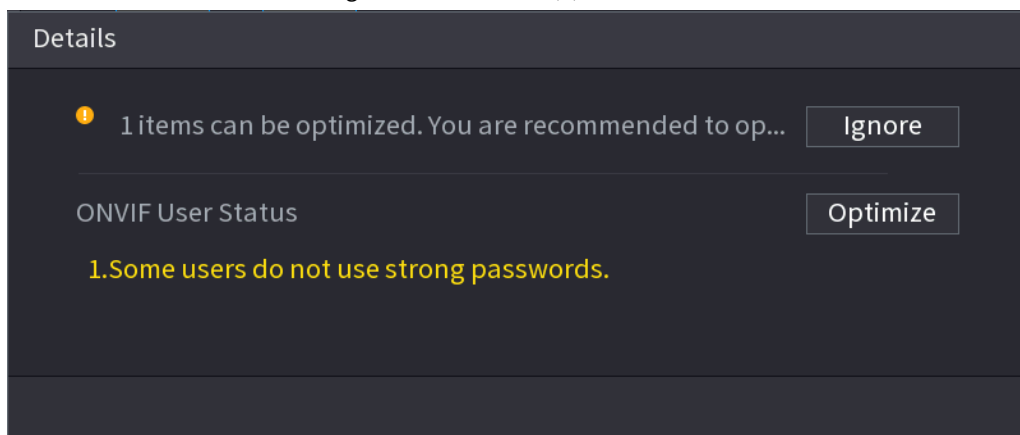 Details
1 items can be optimized. You are recommended to op...
Ignore
ONVIF User Status
Optimize
1.Some users do not use strong passwords.